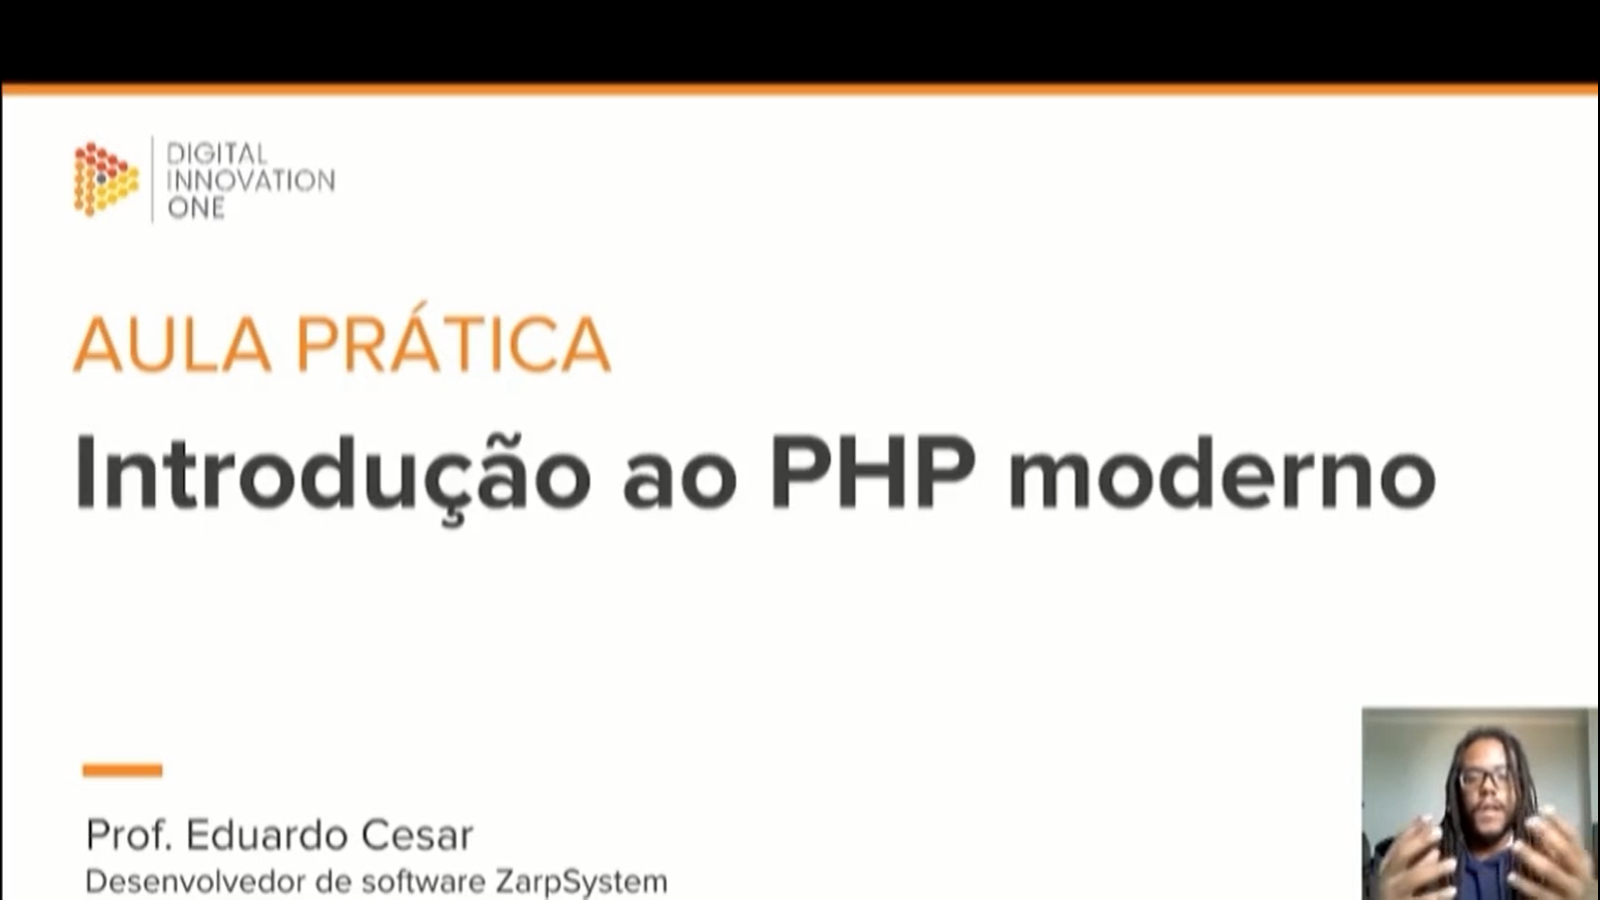 DIGITAL
INNOVATION
ONE
AULA PRÁTICA
Introdução ao PHP moderno
Prof. Eduardo Cesar
Desenvolvedor de software ZarpSystem